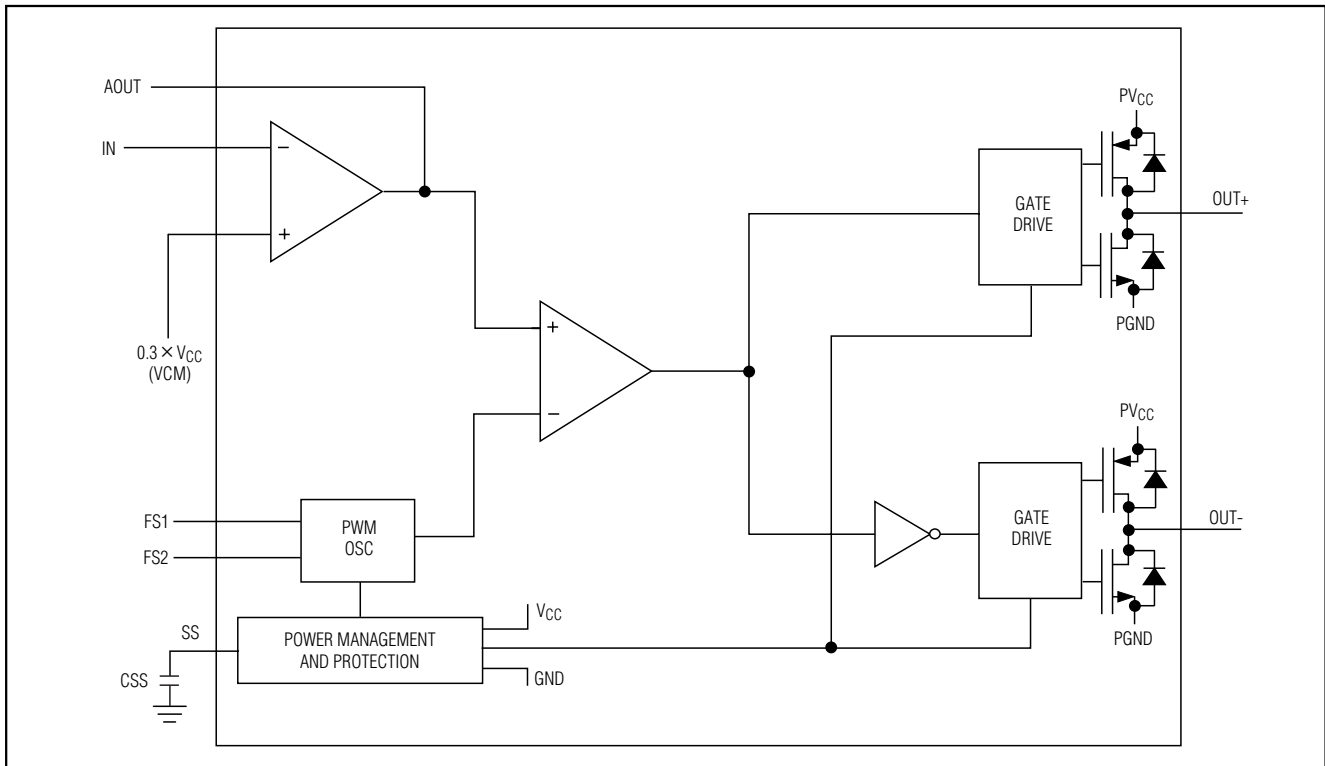 AOUT
IN
−
+
0.3 × VCC
(VCM)
+
−
FS1
FS2
PWM
OSC
SS
CSS
POWER MANAGEMENT
AND PROTECTION
VCC
GND
GATE
DRIVE
PVCC
OUT+
PGND
GATE
DRIVE
PVCC
OUT-
PGND